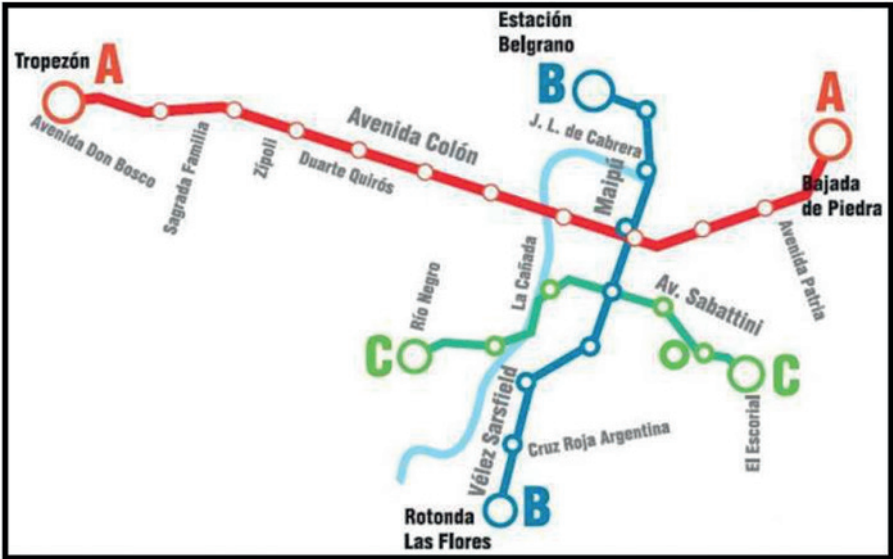 Estación
Belgrano
Tropezón
A
B
A
Avenida Don Bosco
Sagrada Familia
Zípoli
Duarte Quirós
Avenida Colón
J. L. de Cabrera
Maipú
Bajada
de Piedra
Avenida Patria
La Cañada
Av. Sabattini
Río Negro
C
C
El Escorial
Vélez Sarsfield
Cruz Roja Argentina
B
Rotonda
Las Flores